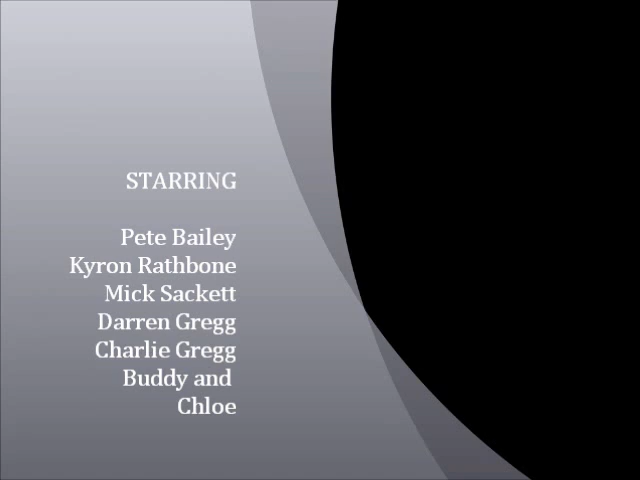 STARRING
Pete Bailey
Kyron Rathbone
Mick Sackett
Darren Gregg
Charlie Gregg
Buddy and
Chloe